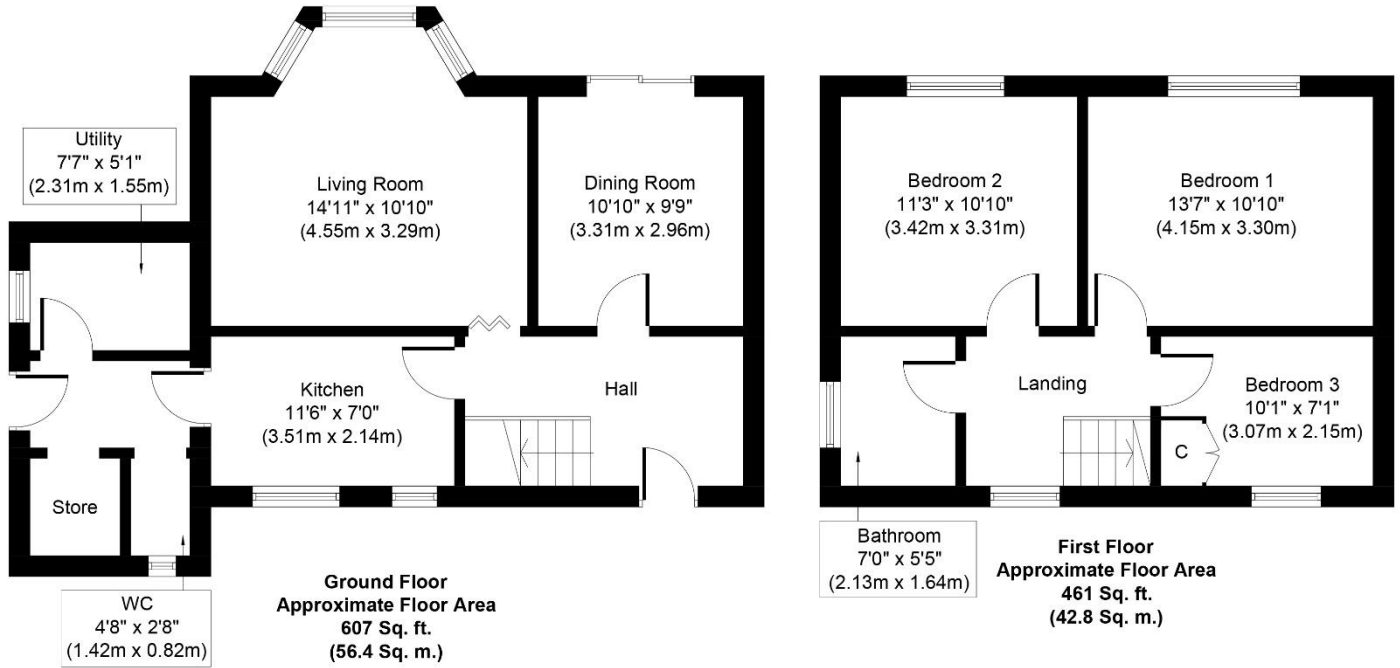 Utility
7'7" x 5'1"
(2.31m x 1.55m)
Living Room
14'11" x 10'10"
(4.55m x 3.29m)
Dining Room
10'10" x 9'9"
(3.31m x 2.96m)
Kitchen
11'6" x 7'0"
(3.51m x 2.14m)
Hall
Store
WC
4'8" x 2'8"
(1.42m x 0.82m)
Ground Floor
Approximate Floor Area
607 Sq. ft.
(56.4 Sq. m.)
Bedroom 2
11'3" x 10'10"
(3.42m x 3.31m)
Bedroom 1
13'7" x 10'10"
(4.15m x 3.30m)
Landing
Bedroom 3
10'1" x 7'1"
(3.07m x 2.15m)
C
Bathroom
7'0" x 5'5"
(2.13m x 1.64m)
First Floor
Approximate Floor Area
461 Sq. ft.
(42.8 Sq. m.)